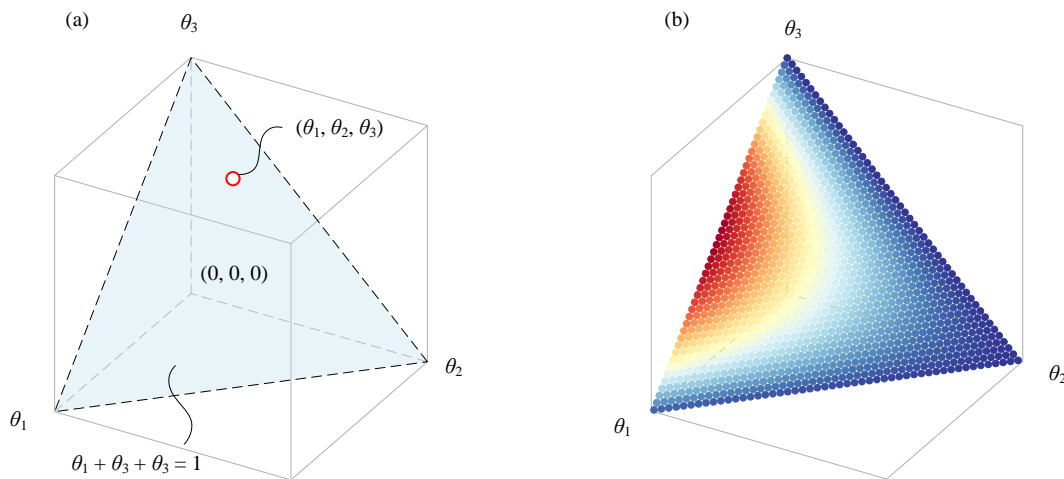 (a)
θ3
(θ1, θ2, θ3)
(0, 0, 0)
θ2
θ1
θ1 + θ3 + θ3 = 1
(b)
θ3
θ2
θ1